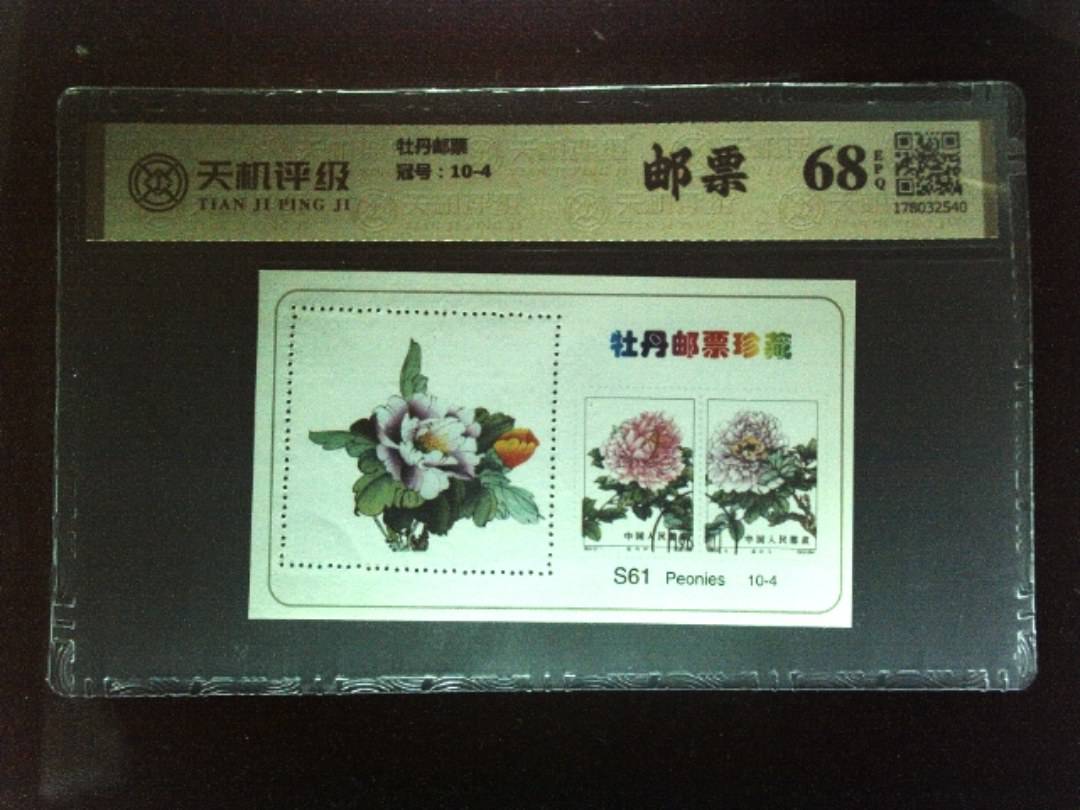 天机评级
TIAN JI PING JI
牡丹邮票
冠号：10-4
邮票
68
EPQ
178032540
牡丹邮票珍藏
中国人民邮政
中国人民邮政
S61 Peonies 10-4